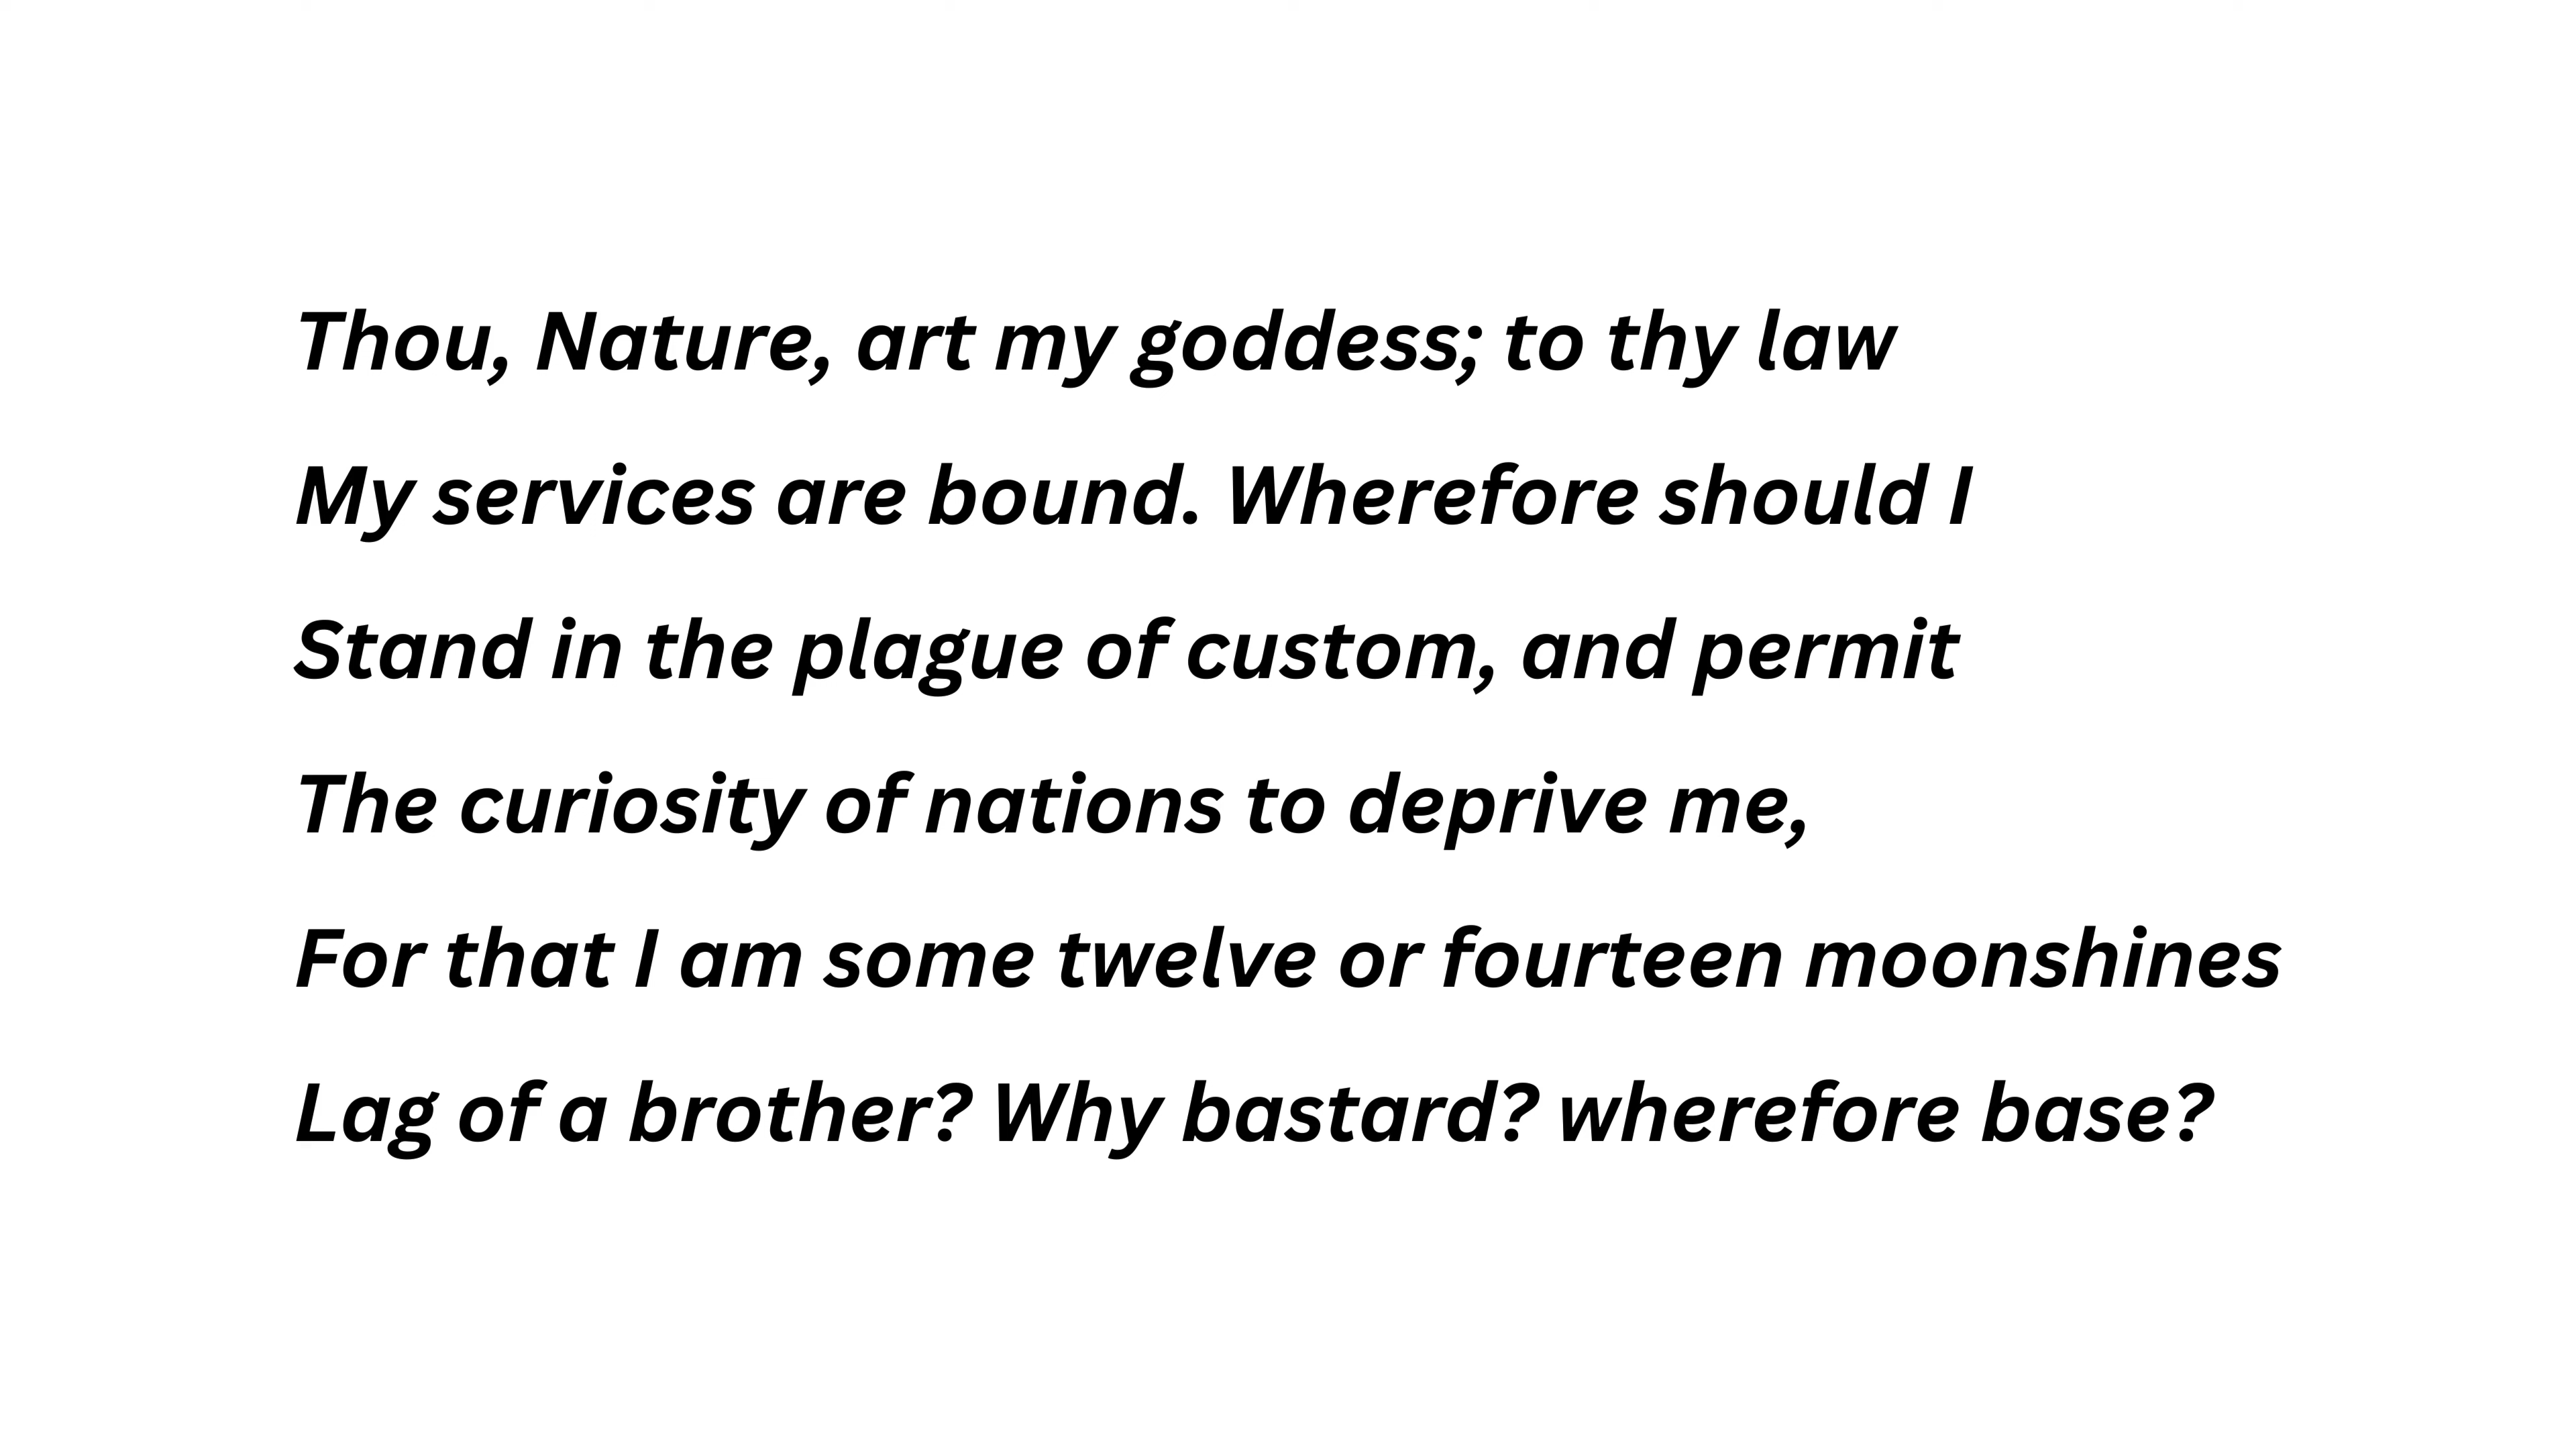 Thou, Nature, art my goddess; to thy law
My services are bound. Wherefore should I
Stand in the plague of custom, and permit
The curiosity of nations to deprive me,
For that I am some twelve or fourteen moonshines
Lag of a brother? Why bastard? wherefore base?